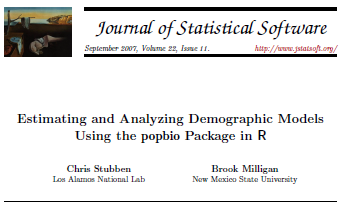 Journal of Statistical Software
September 2007, Volume 22, Issue 11. http://www.jstatsoft.org/
Estimating and Analyzing Demographic Models
Using the popbio Package in R
Chris Stubben Brook Milligan
Los Alamos National Lab New Mexico State University